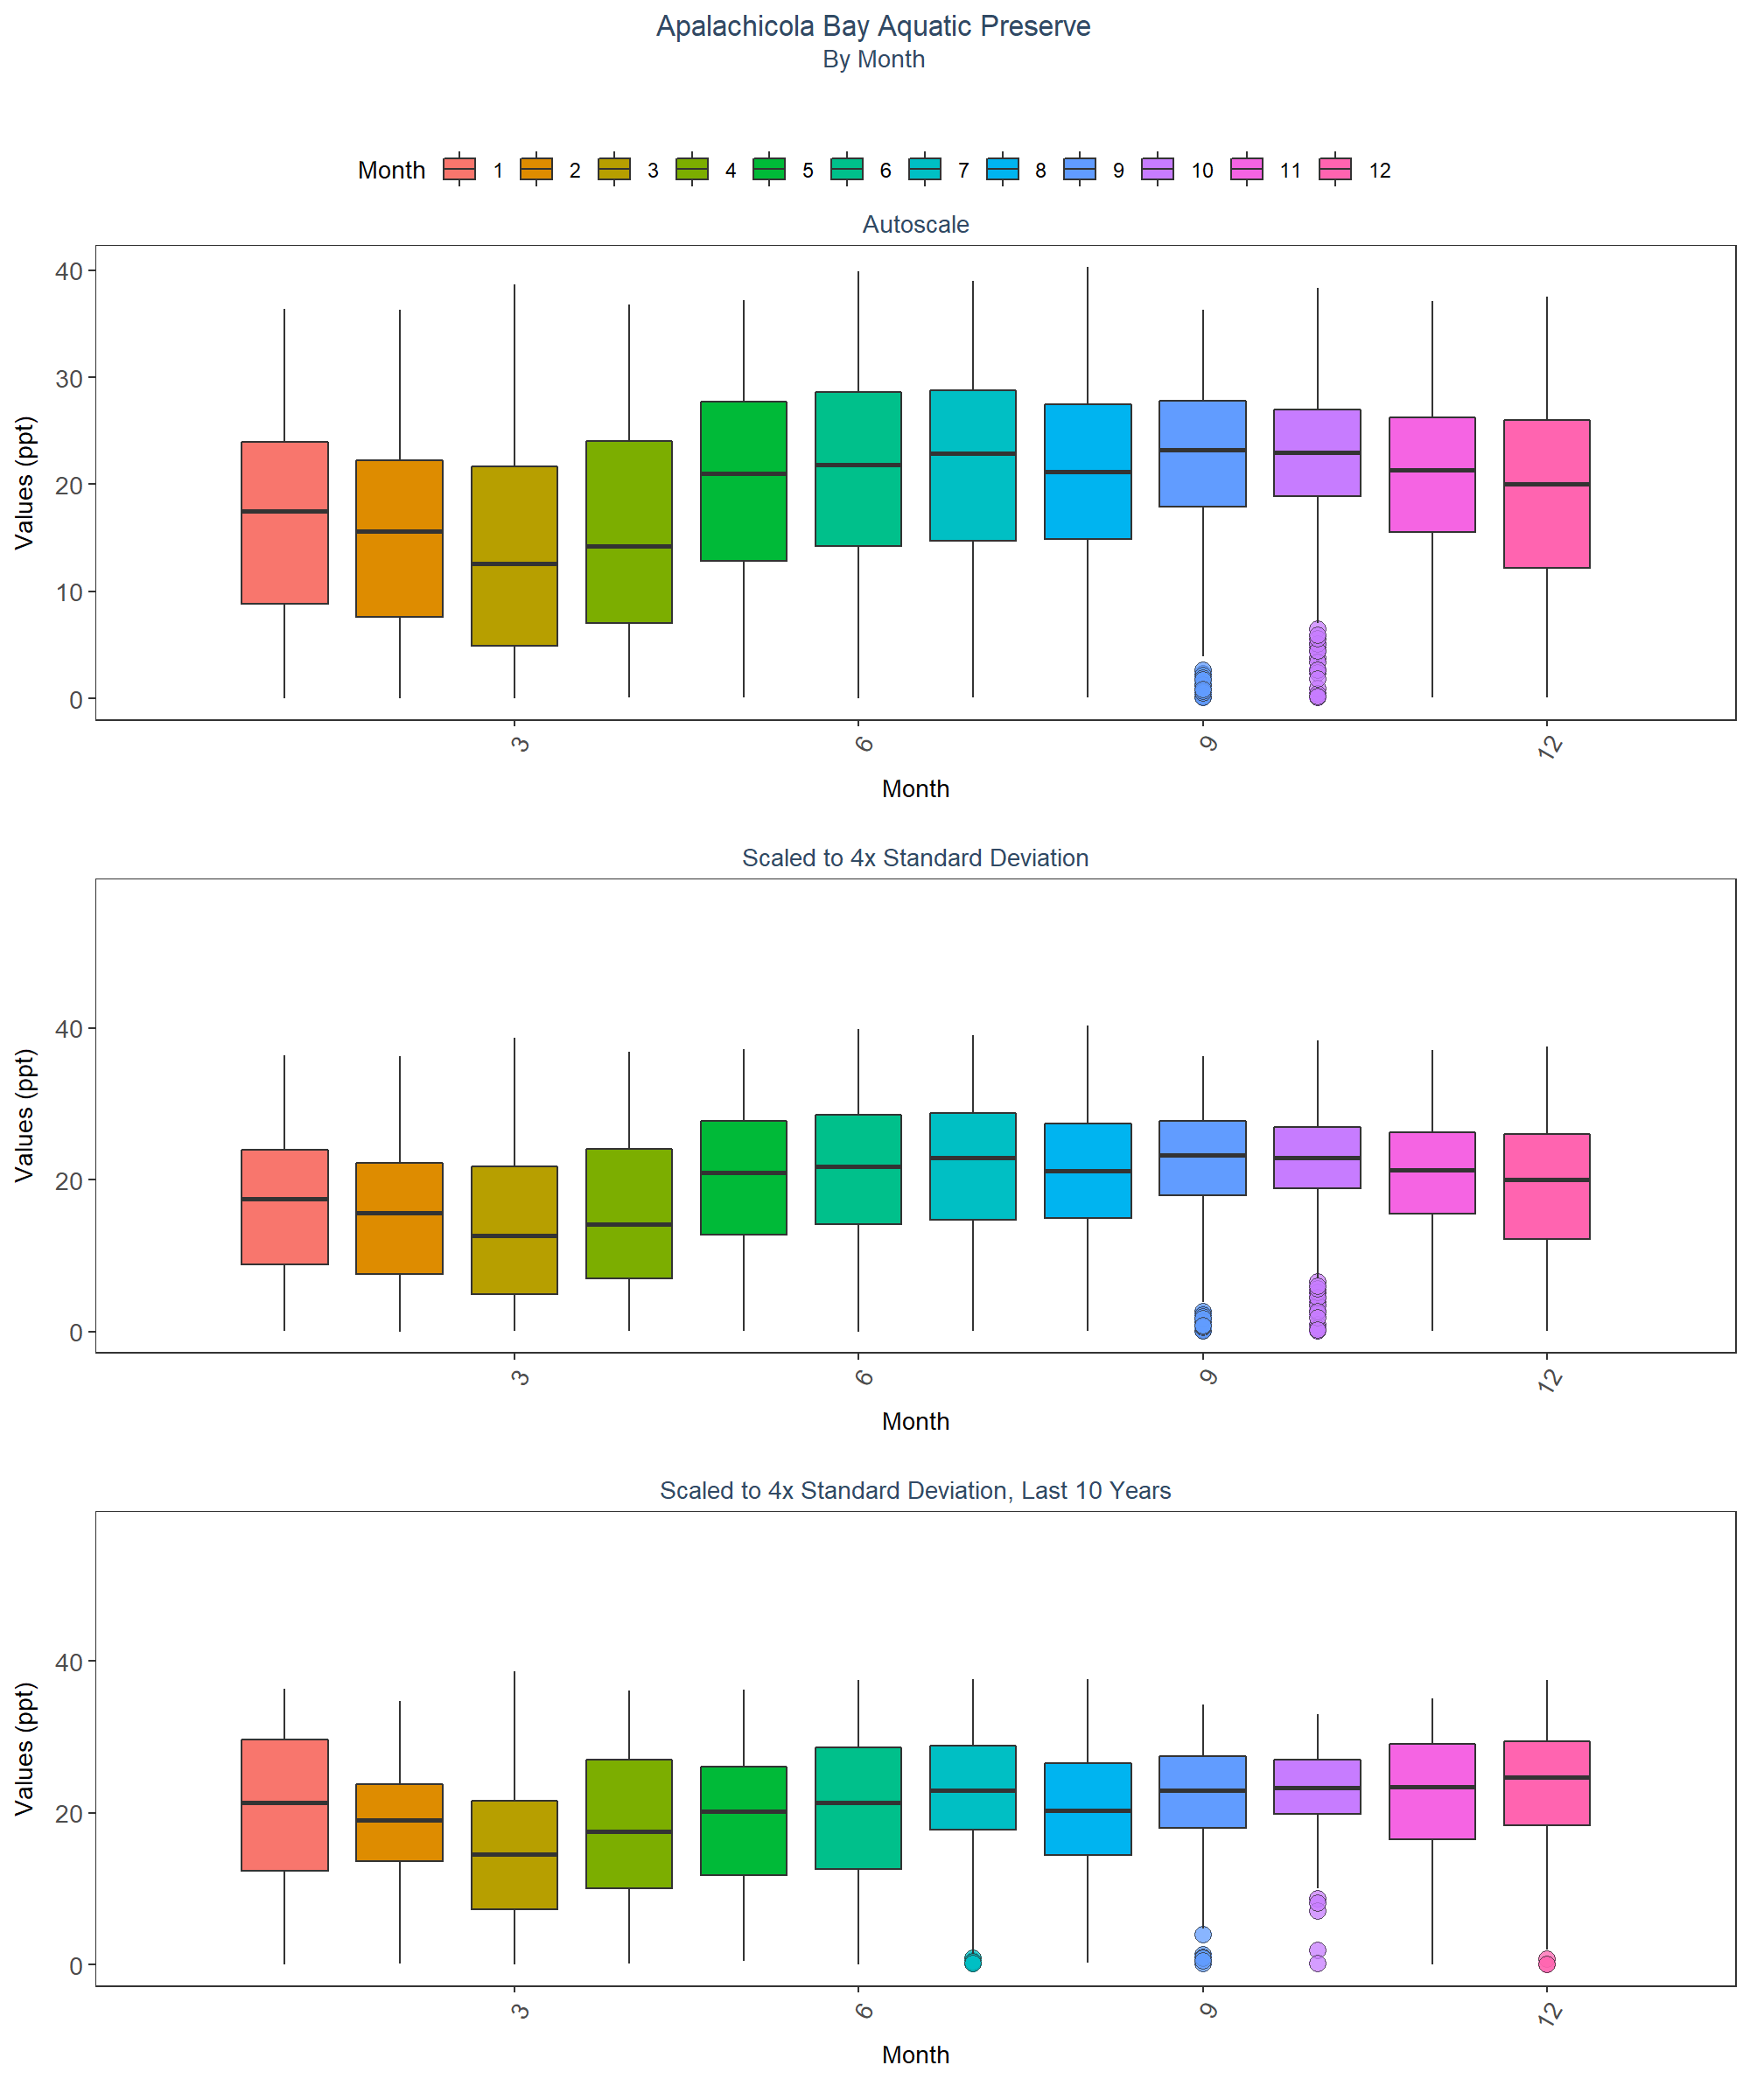 Apalachicola Bay Aquatic Preserve
By Month
Month 1 2 3 4 5 6 7 8 9 10 11 12
Autoscale
Values (ppt)
40
30
20
10
0
3 6 9 12
Month
Scaled to 4x Standard Deviation
Values (ppt)
40
20
0
3 6 9 12
Month
Scaled to 4x Standard Deviation, Last 10 Years
Values (ppt)
40
20
0
3 6 9 12
Month